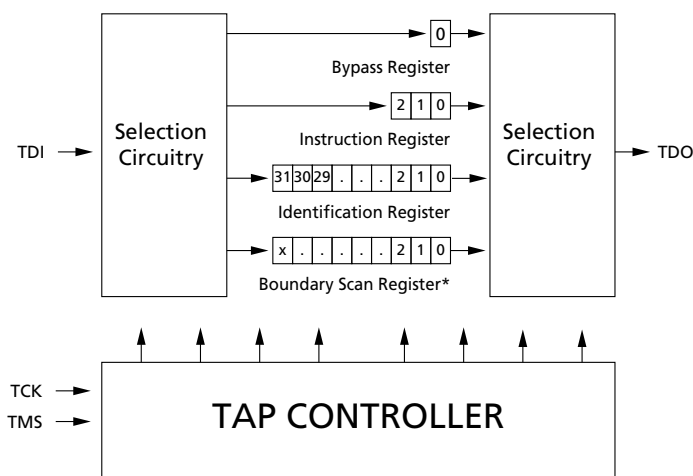 0
Bypass Register
2 1 0
Instruction Register
Selection
Circuitry
Selection
Circuitry
TDI
TDO
31 30 29 . . . 2 1 0
Identification Register
x . . . . . 2 1 0
Boundary Scan Register*
TCK
TMS
TAP CONTROLLER